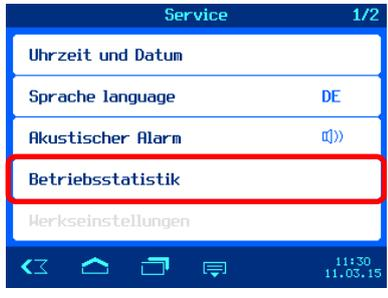 Service 1/2
Uhrzeit und Datum
Sprache language DE
Akustischer Alarm
Betriebsstatistik
Werkseinstellungen
11:30
11.03.15